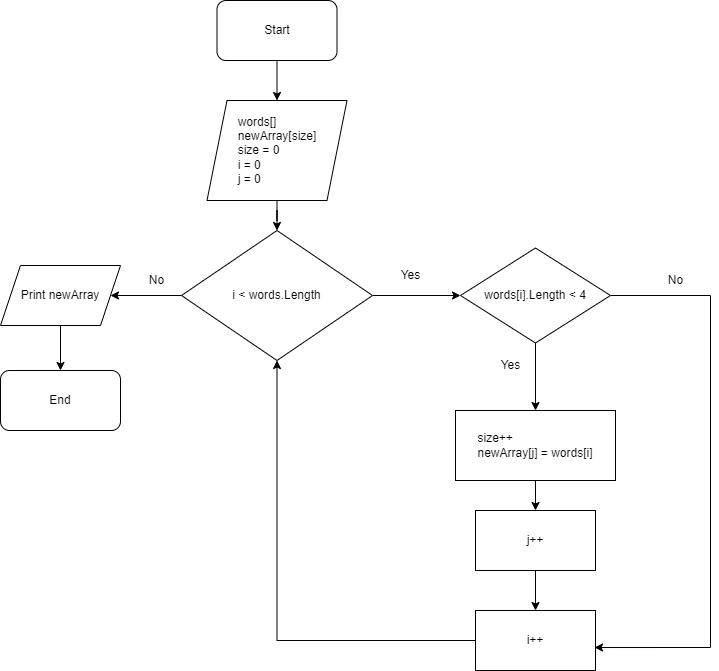 Start
words[]
newArray[size]
size = 0
i = 0
j = 0
No
Print newArray
i < words.Length
Yes
words[i].Length < 4
No
End
Yes
size++
newArray[j] = words[i]
j++
i++